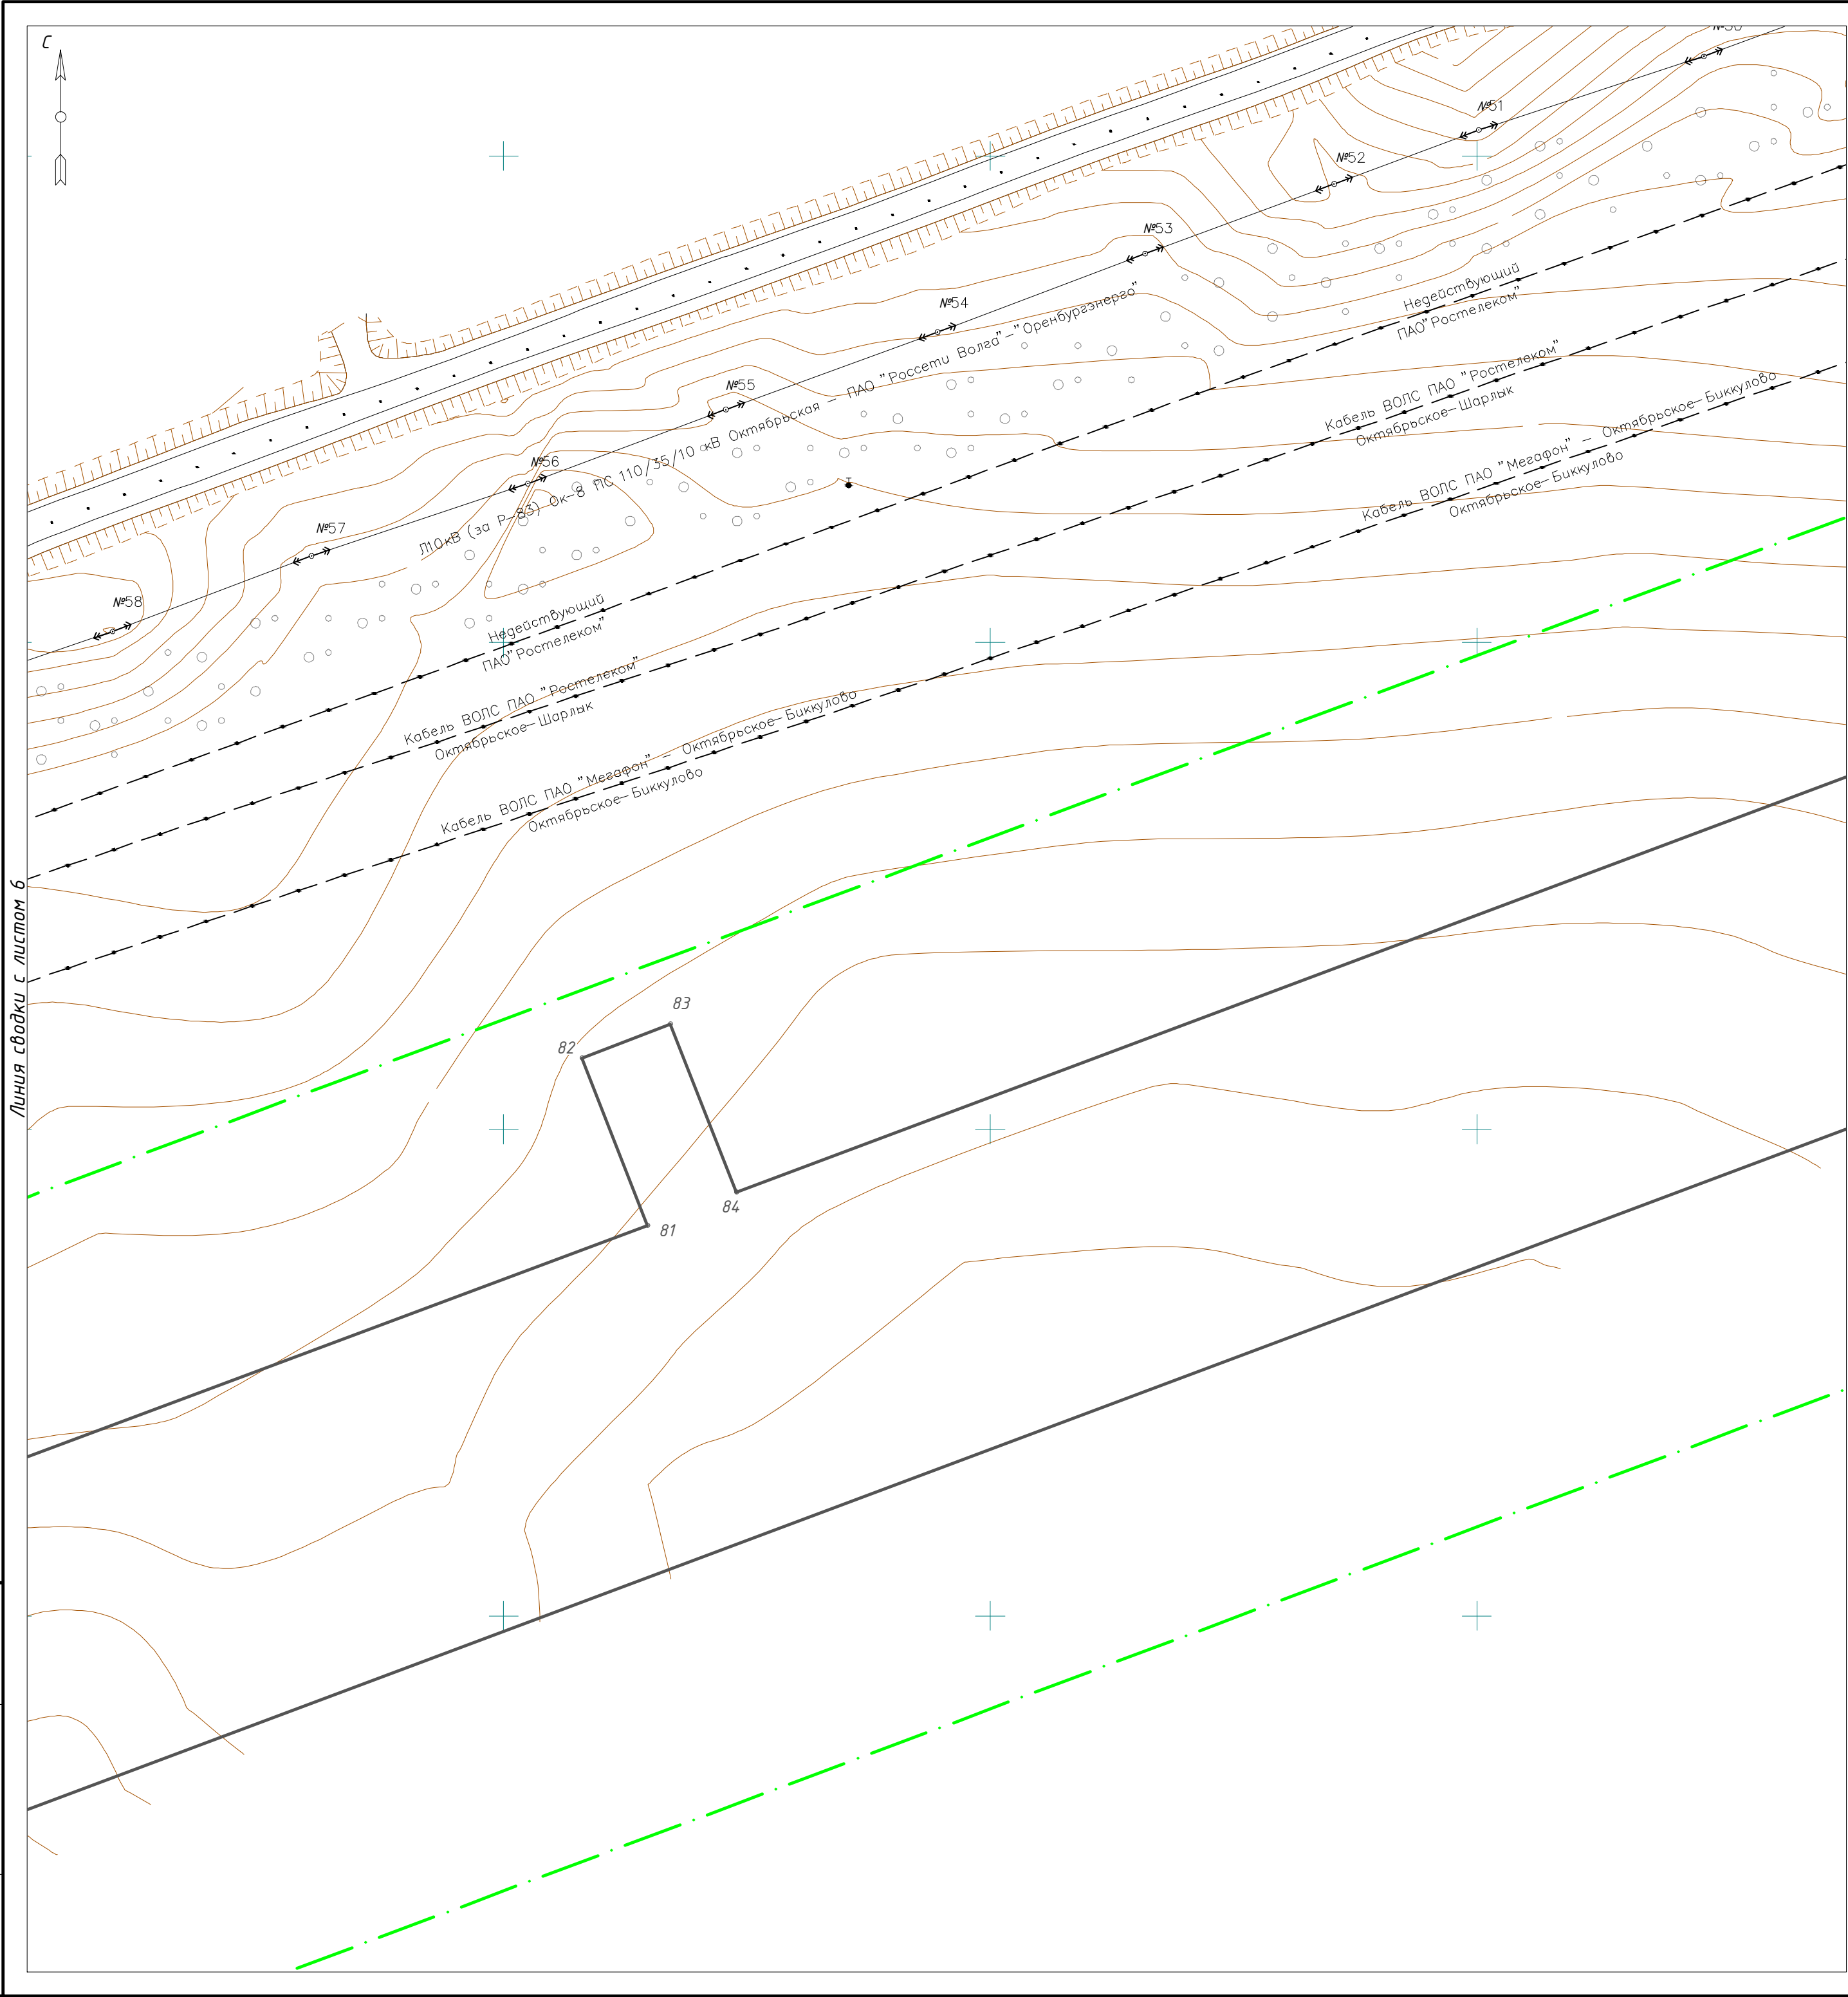 С
№51
№52
№53
№54
№55
№56
№57
№58
Л10кВ (за Р-83) Ок-8 ПС 110/35/10 кВ Октябрьская - ПАО "Россети Волга"-"Оренбургэнерго"
Недействующий
ПАО"Ростелеком"
Кабель ВОЛС ПАО "Ростелеком"
Октябрьское-Шарлык
Кабель ВОЛС ПАО "Мегафон" - Октябрьское-Биккулово
Октябрьское-Биккулово
Недействующий
ПАО"Ростелеком"
Кабель ВОЛС ПАО "Ростелеком"
Октябрьское-Шарлык
Кабель ВОЛС ПАО "Мегафон" - Октябрьское-Биккулово
Октябрьское-Биккулово
Линия сводки с листом 6
83
82
84
81